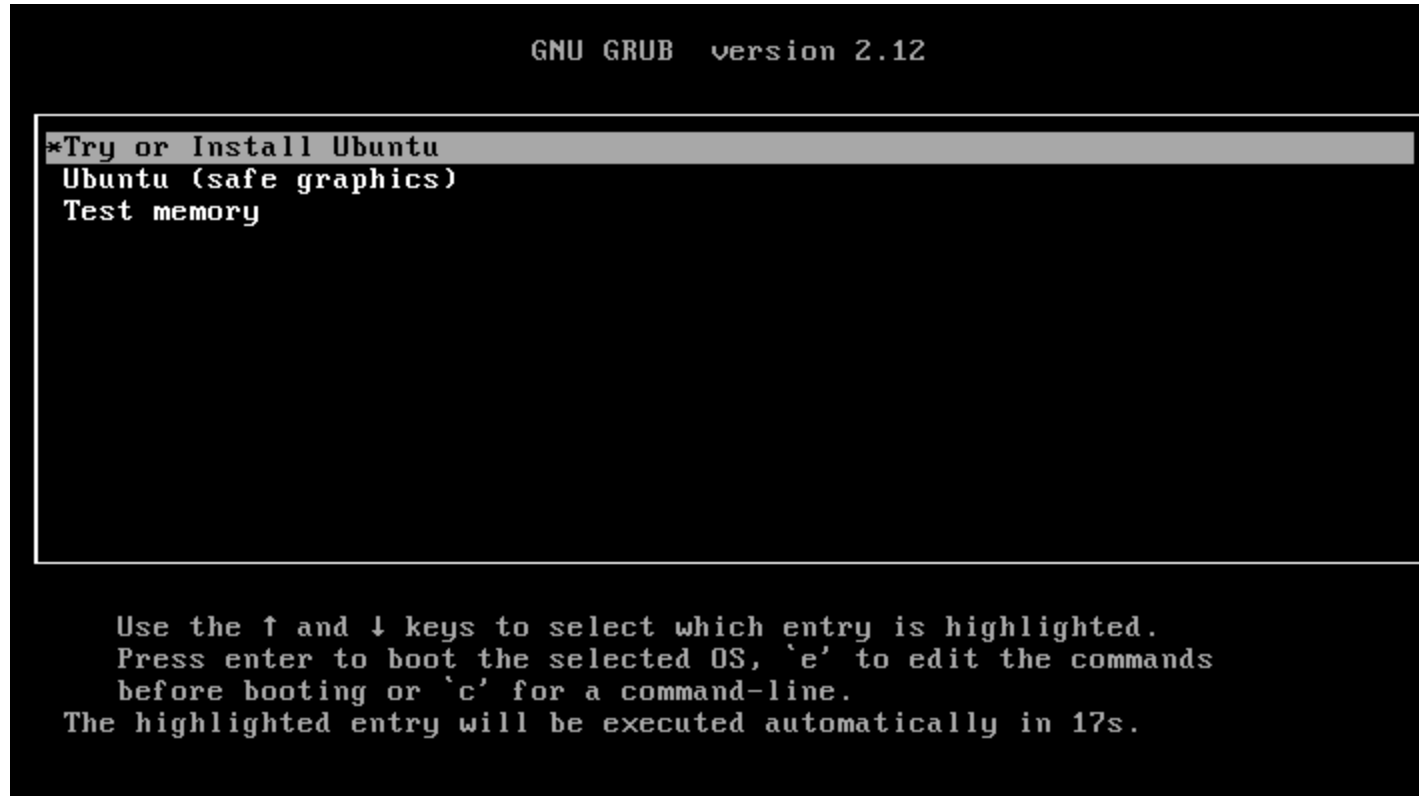 GNU GRUB  version 2.12
*Try or Install Ubuntu
Ubuntu (safe graphics)
Test memory
Use the ↑ and ↓ keys to select which entry is highlighted.
Press enter to boot the selected OS, `e' to edit the commands
before booting or `c' for a command-line.
The highlighted entry will be executed automatically in 17s.